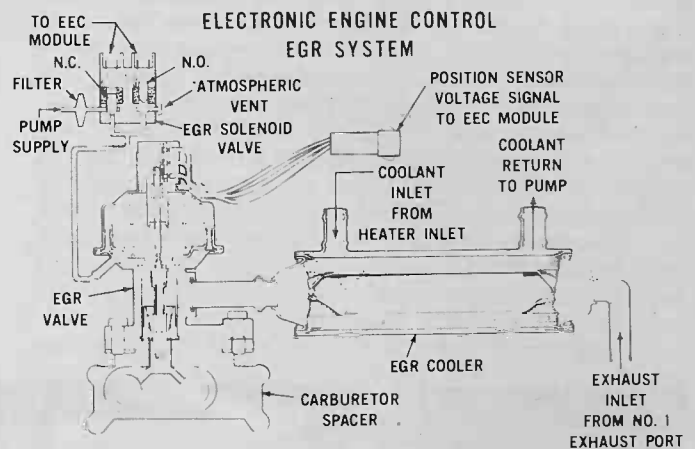 ELECTRONIC ENGINE CONTROL
EGR SYSTEM
TO EEC
MODULE
N.C.
N.O.
FILTER
ATMOSPHERIC
VENT
PUMP
SUPPLY
EGR SOLENOID
VALVE
POSITION SENSOR
VOLTAGE SIGNAL
TO EEC MODULE
COOLANT
INLET
FROM
HEATER INLET
COOLANT
RETURN
TO PUMP
EGR
VALVE
EGR COOLER
CARBURETOR
SPACER
EXHAUST
INLET
FROM NO. 1
EXHAUST PORT